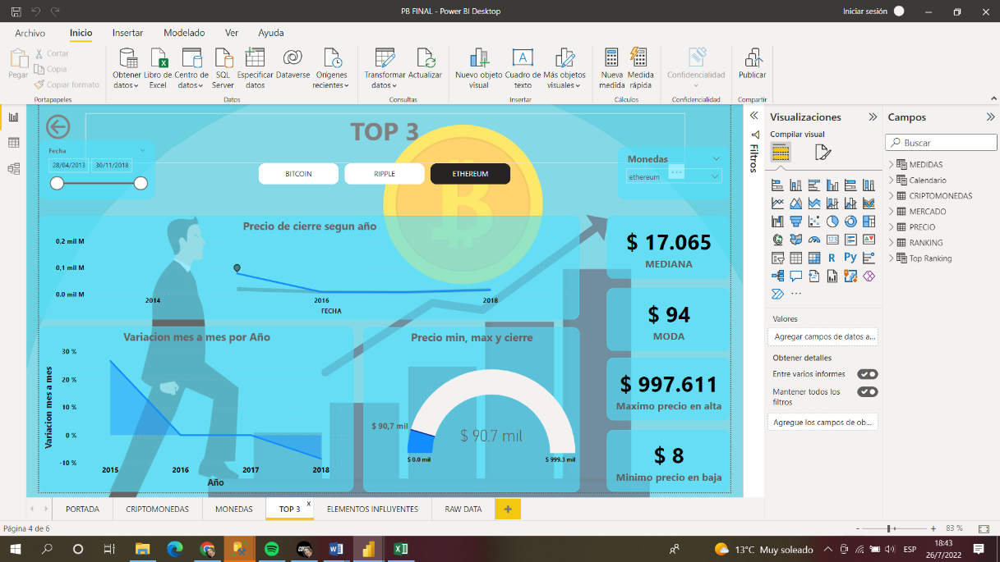 PB FINAL - Power BI Desktop
Iniciar sesión
Archivo
Inicio
Insertar
Modelado
Ver
Ayuda
Pegar
Cortar
Copia
Copiar formato
Portapapeles
Obtener datos
Libro de Excel
Centro de datos
SQL Server
Especificar datos
Dataverse
Orígenes recientes
Datos
Transformar datos
Actualizar
Consultas
Nuevo objeto visual
Cuadro de texto
Más objetos visuales
Insertar
Nueva medida
Medida rápida
Cálculos
Confidencialidad
Confidencialidad
Publicar
Compartir
TOP 3
Fecha
28/04/2013
30/11/2018
BITCOIN
RIPPLE
ETHEREUM
Monedas
ethereum
Precio de cierre segun año
0,2 mil M
0,1 mil M
0.0 mil M
2014
2016
2018
FECHA
$ 17.065
MEDIANA
$ 94
MODA
$ 997.611
Maximo precio en alta
$ 8
Minimo precio en baja
Variacion mes a mes por Año
Variacion mes a mes
30 %
20 %
10 %
0 %
-10 %
2015
2016
2017
2018
Año
Precio min, max y cierre
$ 90,7 mil
$ 90.7 mil
$ 0.0 mil
$ 999.3 mil
Filtros
Visualizaciones
Compilar visual
R
Py
123
Valores
Agregar campos de datos a...
Obtener detalles
Entre varios informes
Mantener todos los
filtros
Agregue los campos de ob...
Campos
Buscar
MEDIDAS
Calendario
CRIPTOMONEDAS
MERCADO
PRECIO
RANKING
Top Ranking
PORTADA
CRIPTOMONEDAS
MONEDAS
TOP 3
X
ELEMENTOS INFLUYENTES
RAW DATA
+
Página 4 de 6
83 %
13°C Muy soleado
ESP
18:43
26/7/2022